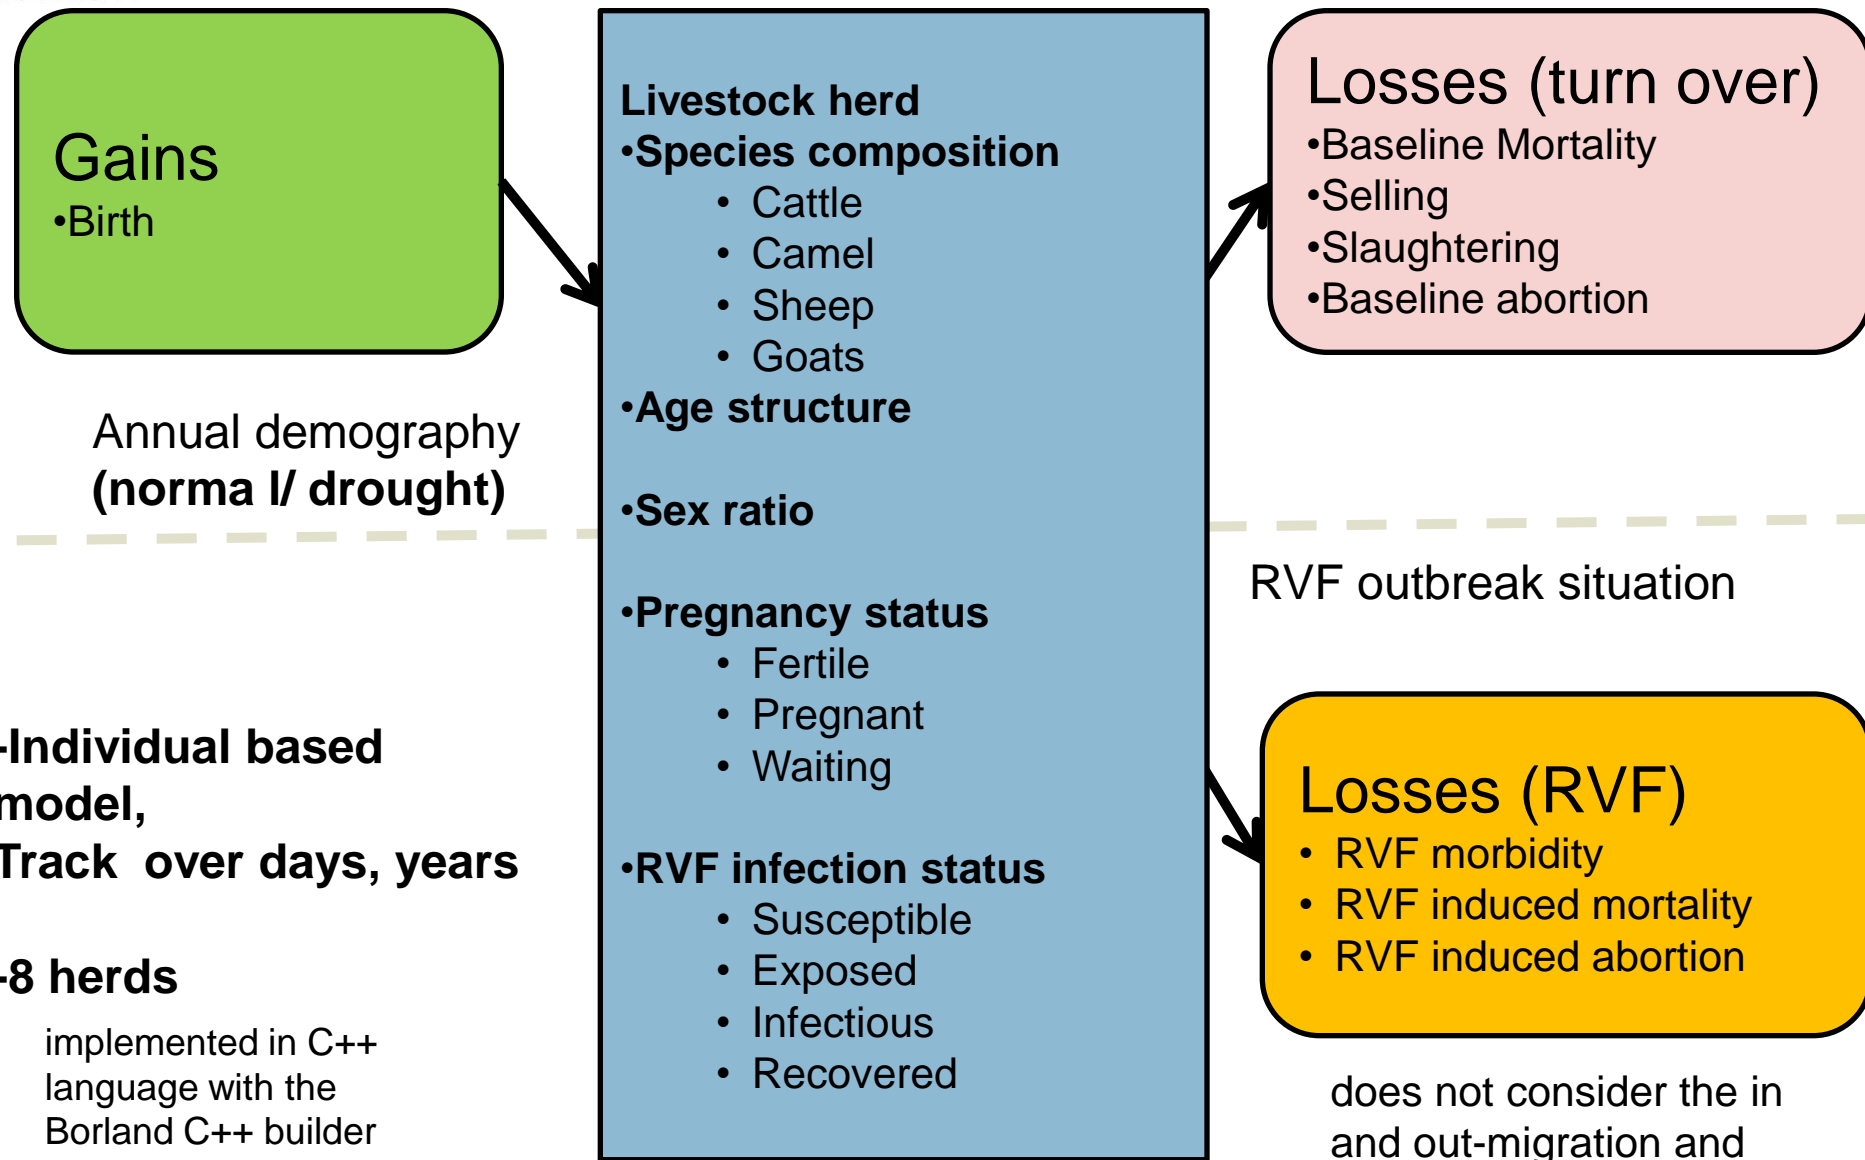 Gains
•Birth
Annual demography
(norma l/ drought)
-Individual based
model,
Track over days, years
-8 herds
implemented in C++
language with the
Borland C++ builder
Livestock herd
•Species composition
• Cattle
• Camel
• Sheep
• Goats
•Age structure
•Sex ratio
•Pregnancy status
• Fertile
• Pregnant
• Waiting
•RVF infection status
• Susceptible
• Exposed
• Infectious
• Recovered
Losses (turn over)
•Baseline Mortality
•Selling
•Slaughtering
•Baseline abortion
RVF outbreak situation
Losses (RVF)
• RVF morbidity
• RVF induced mortality
• RVF induced abortion
does not consider the in
and out-migration and